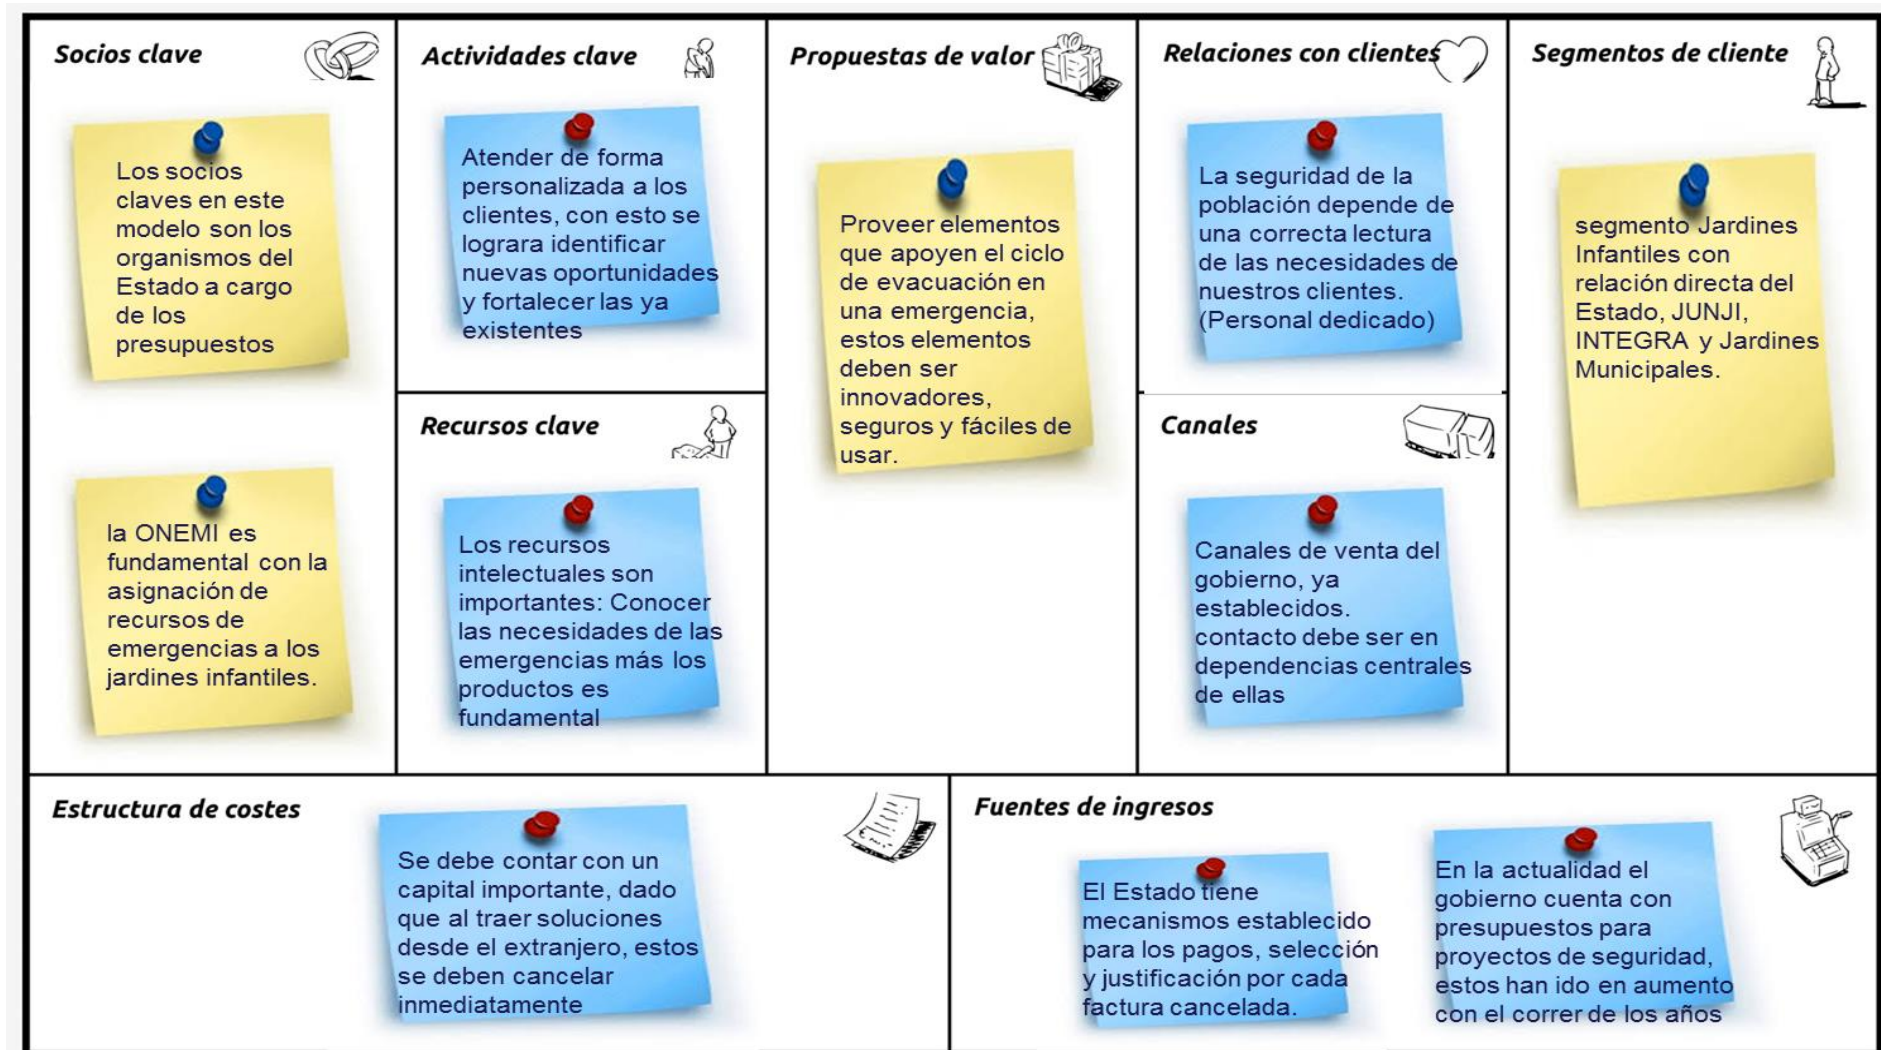 Socios clave
Los socios
claves en este
modelo son los
organismos del
Estado a cargo
de los
presupuestos
la ONEMI es
fundamental con la
asignación de
recursos de
emergencias a los
jardines infantiles.
Actividades clave
Atender de forma
personalizada a los
clientes, con esto se
lograra identificar
nuevas oportunidades
y fortalecer las ya
existentes
Recursos clave
Los recursos
intelectuales son
importantes: Conocer
las necesidades de las
emergencias más los
productos es
fundamental
Propuestas de valor
Proveer elementos
que apoyen el ciclo
de evacuación en
una emergencia,
estos elementos
deben ser
innovadores,
seguros y fáciles de
usar.
Relaciones con clientes
La seguridad de la
población depende de
una correcta lectura
de las necesidades de
nuestros clientes.
(Personal dedicado)
Canales
Canales de venta del
gobierno, ya
establecidos.
contacto debe ser en
dependencias centrales
de ellas
Segmentos de cliente
segmento Jardines
Infantiles con
relación directa del
Estado, JUNJI,
INTEGRA y Jardines
Municipales.
Estructura de costes
Se debe contar con un
capital importante, dado
que al traer soluciones
desde el extranjero, estos
se deben cancelar
inmediatamente
Fuentes de ingresos
El Estado tiene
mecanismos establecido
para los pagos, selección
y justificación por cada
factura cancelada.
En la actualidad el
gobierno cuenta con
presupuestos para
proyectos de seguridad,
estos han ido en aumento
con el correr de los años